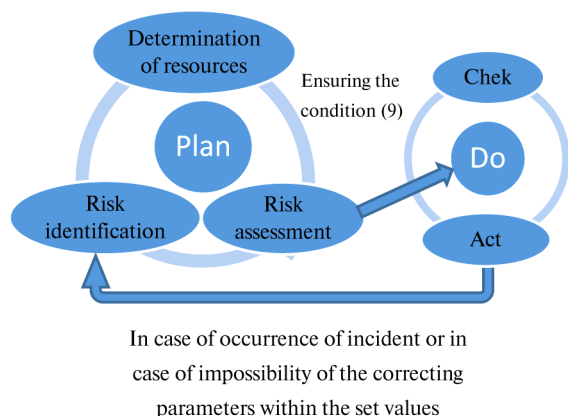 Determination
of resources
Plan
Risk
identification
Risk
assessment
Ensuring the
condition (9)
Chek
Do
Act
In case of occurrence of incident or in
case of impossibility of the correcting
parameters within the set values